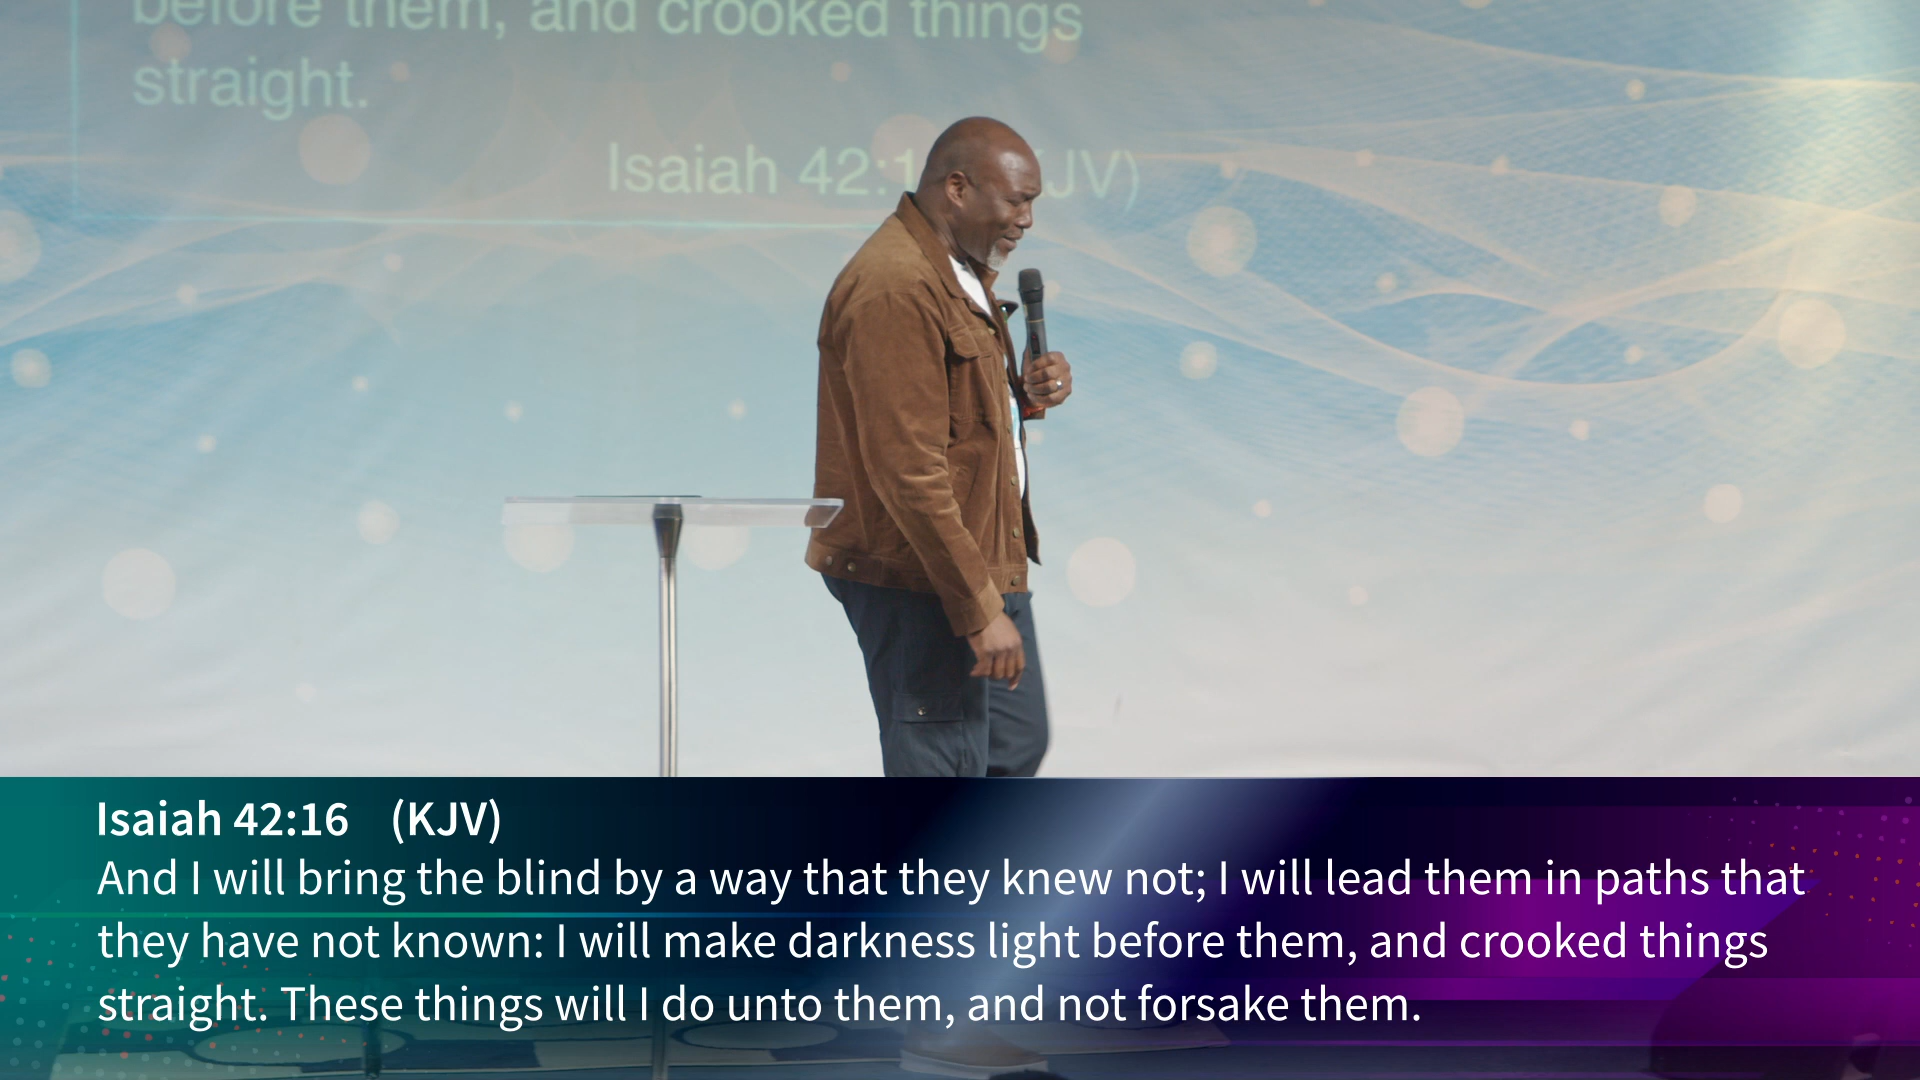 before them, and crooked things
straight.
Isaiah 42:1 JV)
Isaiah 42:16 (KJV)
And I will bring the blind by a way that they knew not; I will lead them in paths that
they have not known: I will make darkness light before them, and crooked things
straight. These things will I do unto them, and not forsake them.